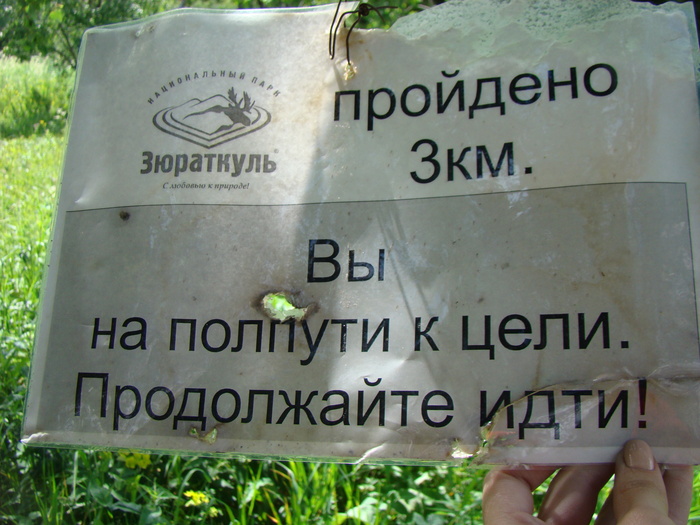 НАЦИОНАЛЬНЫЙ ПАРК
Зюраткуль
С любовью к природе!
пройдено
3км.
Вы
на полпути к цели.
Продолжайте идти!